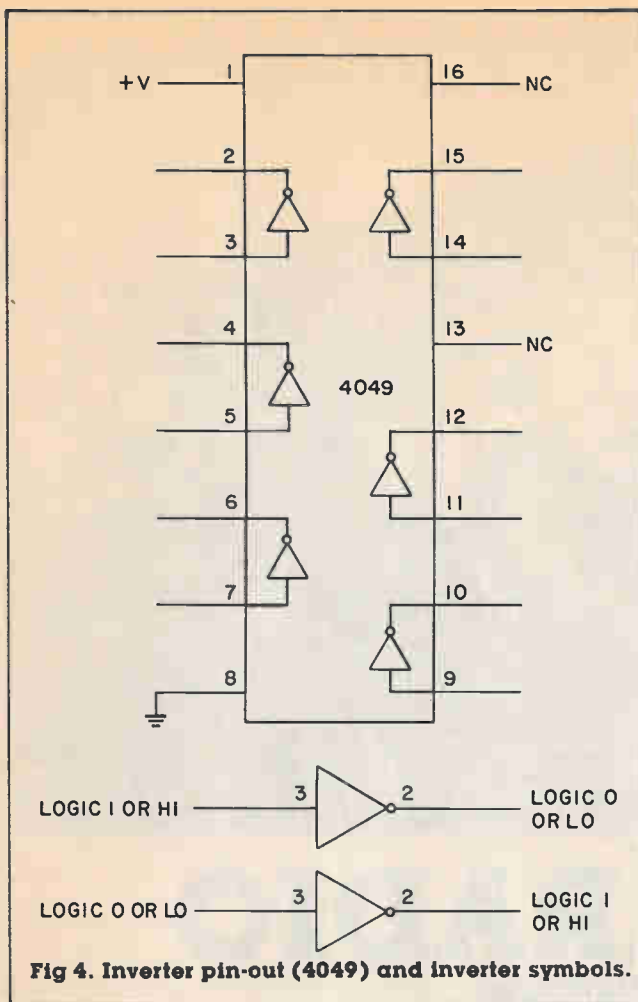 +V 1 16 NC
2 15
3 14
4 13 NC
4049
5 12
6 11
7 10
8 9
LOGIC 1 OR HI 3 2 LOGIC 0
OR LO
LOGIC 0 OR LO 3 2 LOGIC 1
OR HI
Fig 4. Inverter pin-out (4049) and inverter symbols.